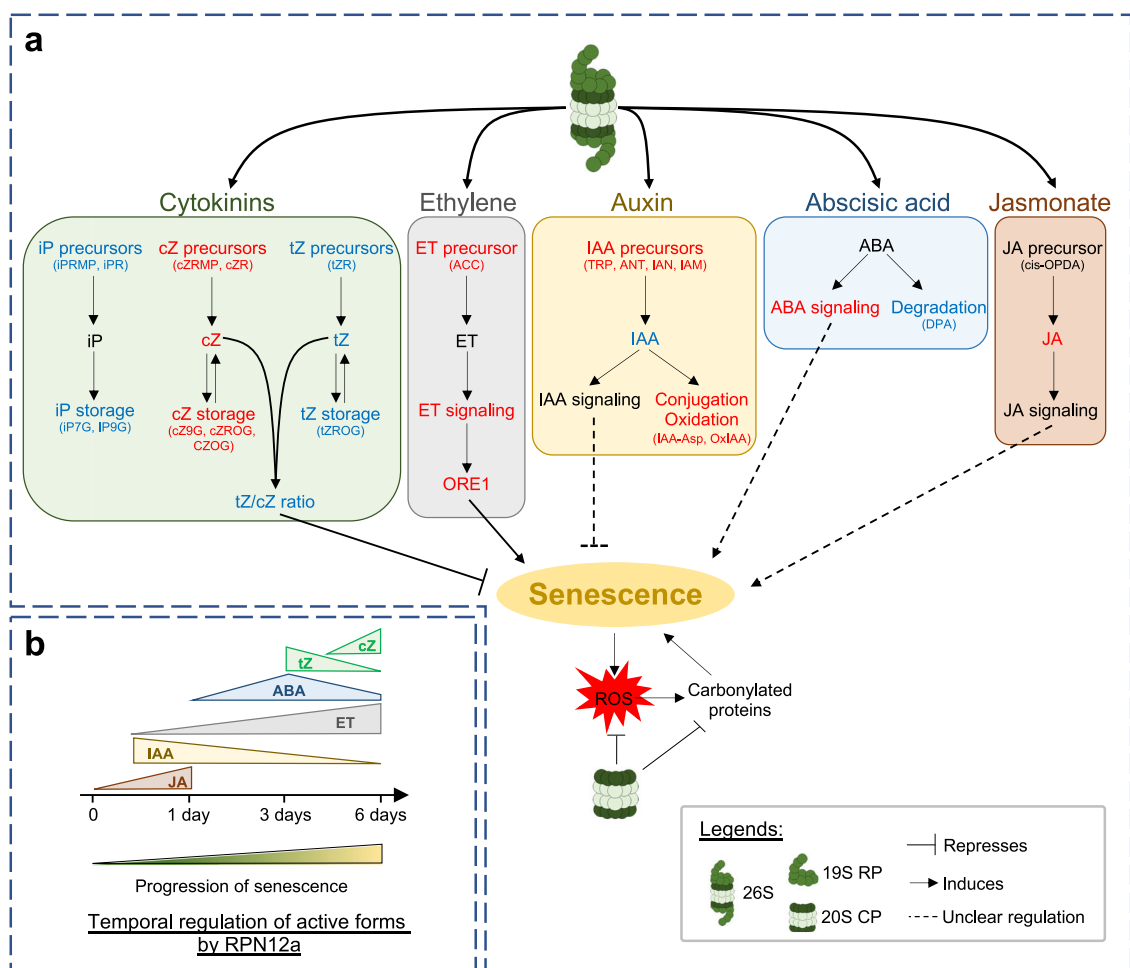 a
Cytokinins
Ethylene
Auxin
Abscisic acid
Jasmonate
iP precursors
(iPRMP, iPR)
iP
iP storage
(iP7G, IP9G)
cZ precursors
(cZRMP, cZR)
cZ
cZ storage
(cZ9G, cZROG,
CZOG)
tZ precursors
(tZR)
tZ
tZ storage
(tZROG)
tZ/cZ ratio
ET precursor
(ACC)
ET
ET signaling
ORE1
IAA precursors
(TRP, ANT, IAN, IAM)
IAA
IAA signaling
Conjugation
Oxidation
(IAA-Asp, OxIAA)
ABA
ABA signaling
Degradation
(DPA)
JA precursor
(cis-OPDA)
JA
JA signaling
Senescence
ROS
Carbonylated
proteins
b
cZ
tZ
ABA
ET
IAA
JA
0 1 day 3 days 6 days
Progression of senescence
Temporal regulation of active forms
by RPN12a
Legends:
26S
19S RP
20S CP
Represses
Induces
Unclear regulation